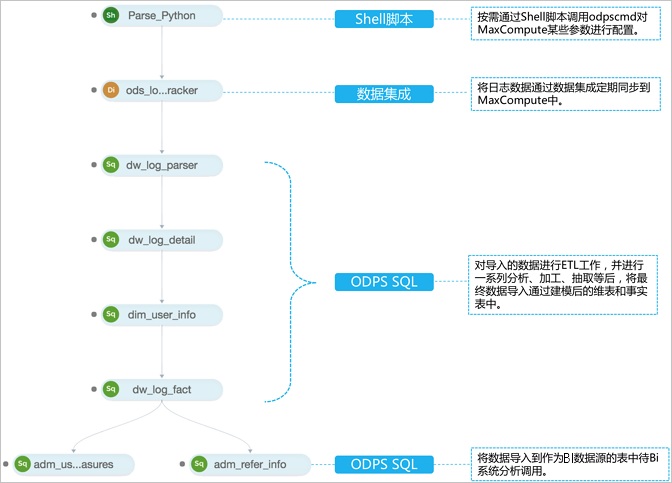 Sh Parse_Python
Shell脚本
按需通过Shell脚本调用odpscmd对
MaxCompute某些参数进行配置。
Di ods_lo...racker
数据集成
将日志数据通过数据集成定期同步到
MaxCompute中。
Sq dw_log_parser
Sq dw_log_detail
ODPS SQL
对导入的数据进行ETL工作，并进行
一系列分析、加工、抽取等后，将最
终数据导入通过建模后的维表和事实
表中。
Sq dim_user_info
Sq dw_log_fact
Sq adm_us...asures
Sq adm_refer_info
ODPS SQL
将数据导入到作为BI数据源的表中待Bi
系统分析调用。